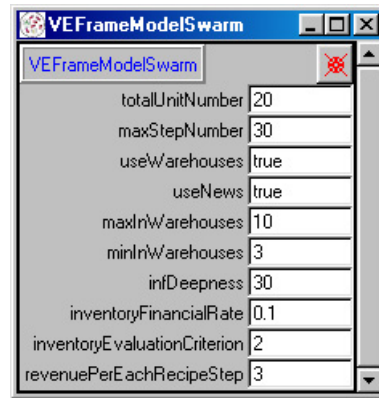 VEFrameModelSwarm
VEFrameModelSwarm
totalUnitNumber 20
maxStepNumber 30
useWarehouses true
useNews true
maxInWarehouses 10
minInWarehouses 3
infDeepness 30
inventoryFinancialRate 0.1
inventoryEvaluationCriterion 2
revenuePerEachRecipeStep 3